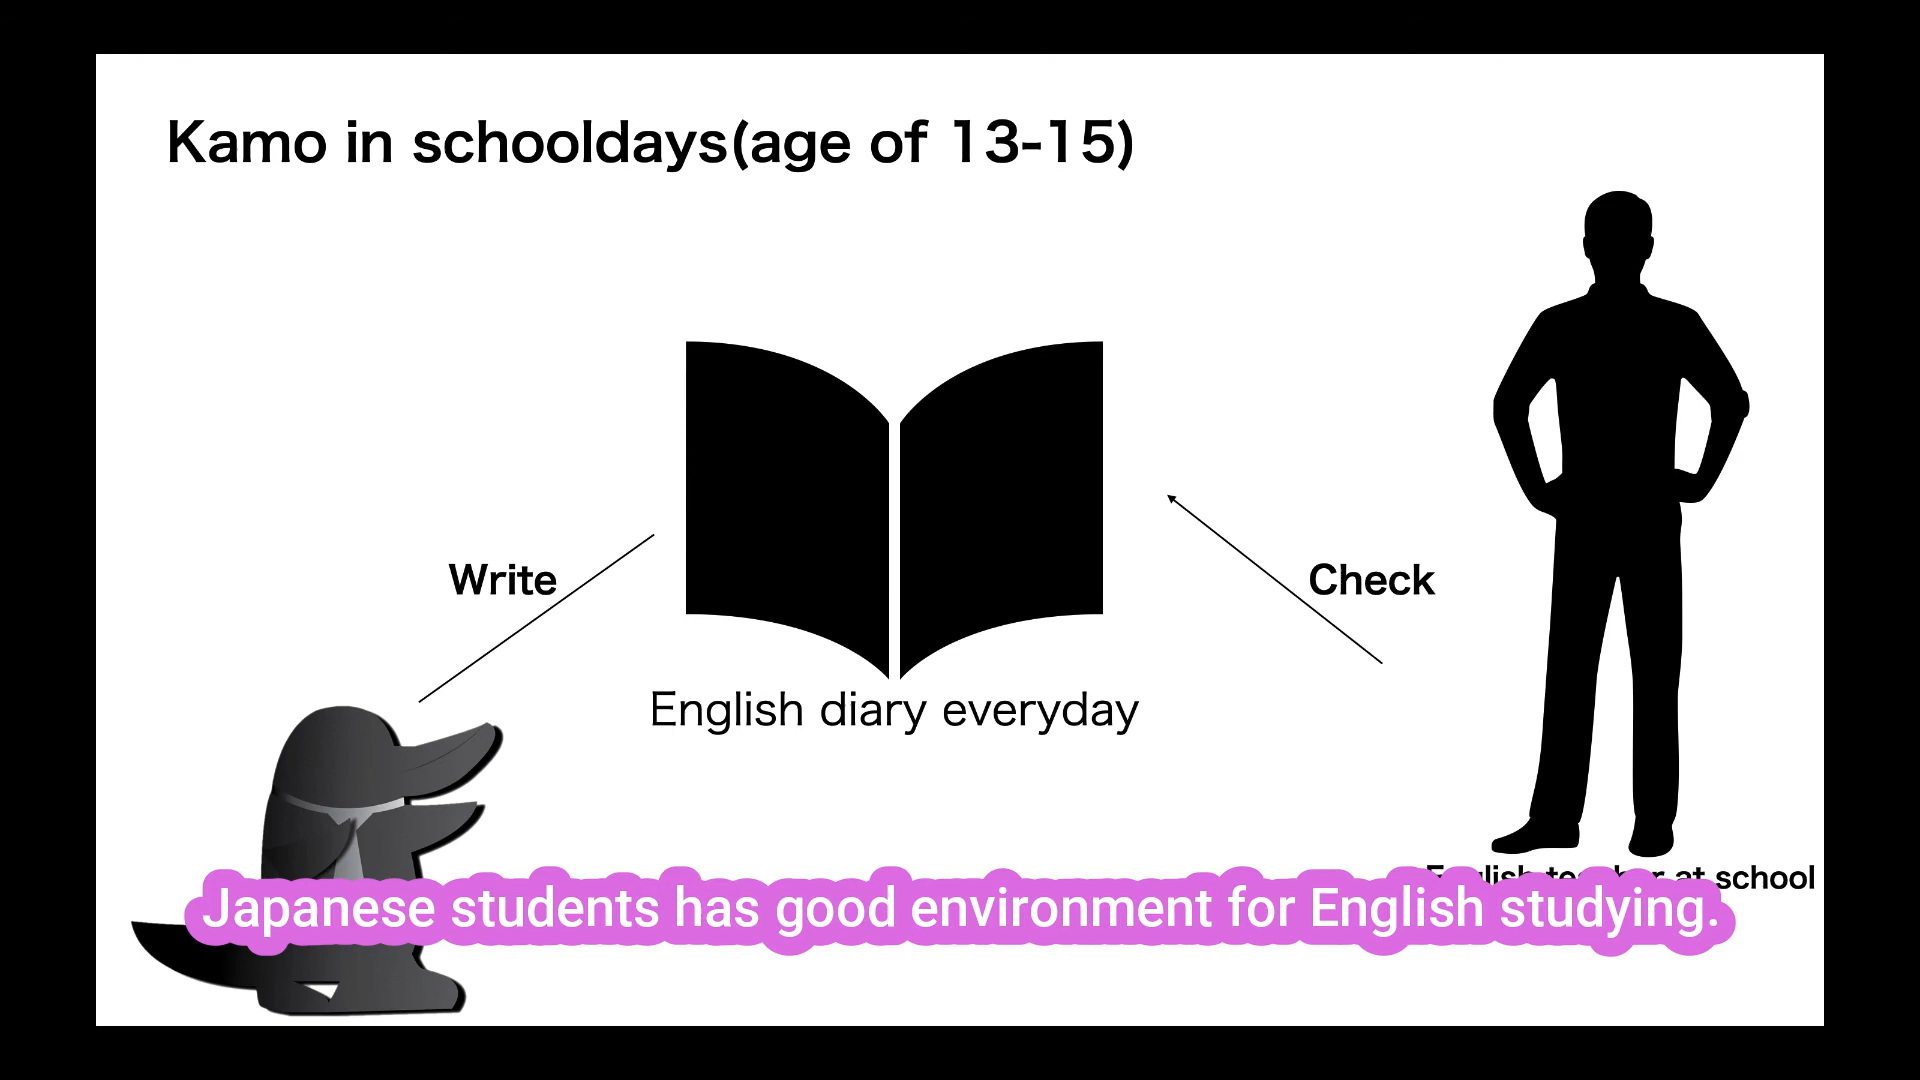 Kamo in schooldays(age of 13-15)
Write
Check
English diary everyday
at school
Japanese students has good environment for English studying.